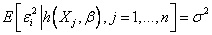 E[ε_i^2|h(X_j, β), j = 1,..., n] = σ^2